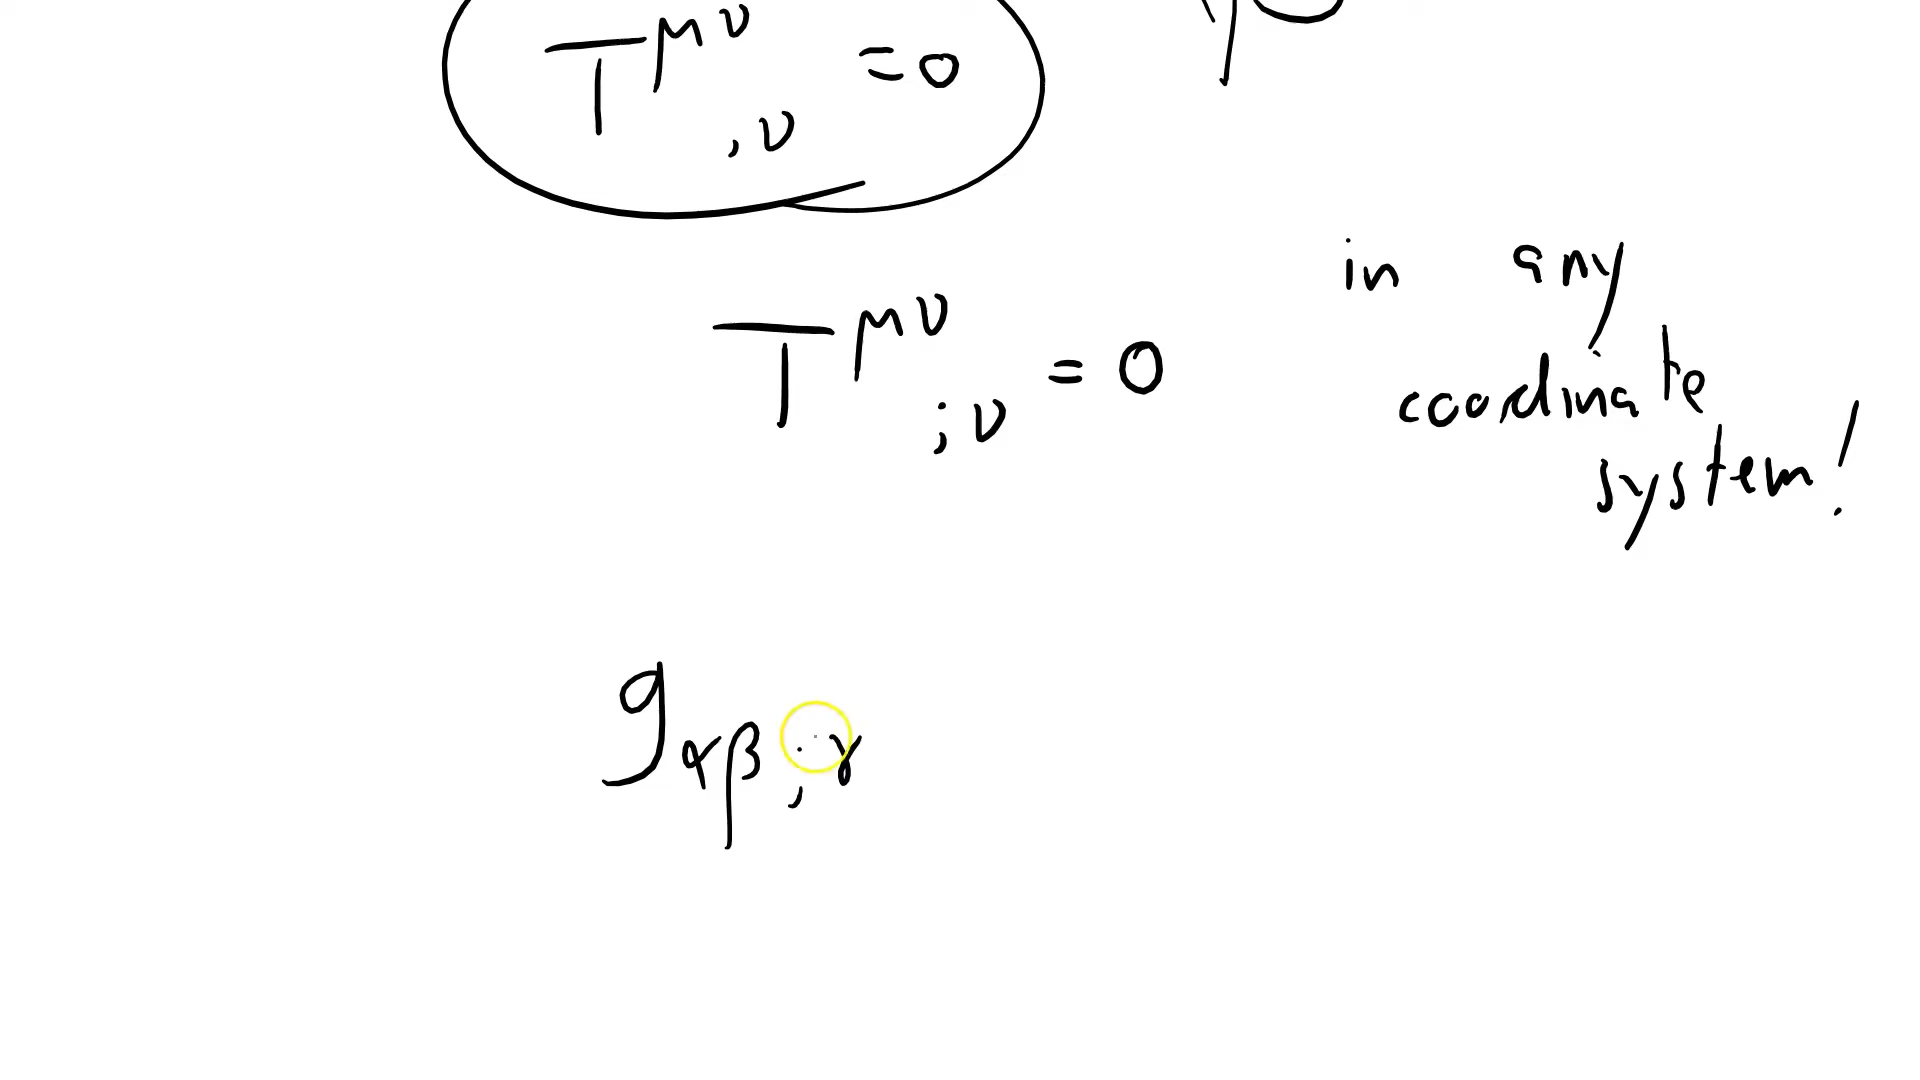 T^{μν}_{,ν} = 0
in any
T^{μν}_{;ν} = 0
coordinate
system!
g_{αβ;γ}